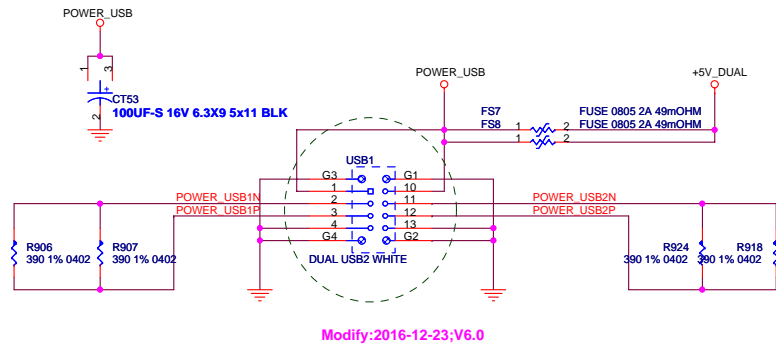 POWER_USB
1
3
+
CT53
100UF-S 16V 6.3X9 5x11 BLK
2
POWER_USB
+5V_DUAL
FS7
1
2
FUSE 0805 2A 49mOHM
FS8
1
2
FUSE 0805 2A 49mOHM
USB1
G3
G1
1
10
POWER_USB1N
2
11
POWER_USB2N
POWER_USB1P
3
12
POWER_USB2P
4
13
G4
G2
DUAL USB2 WHITE
R906
390 1% 0402
R907
390 1% 0402
R924
390 1% 0402
R918
390 1% 0402
Modify:2016-12-23;V6.0